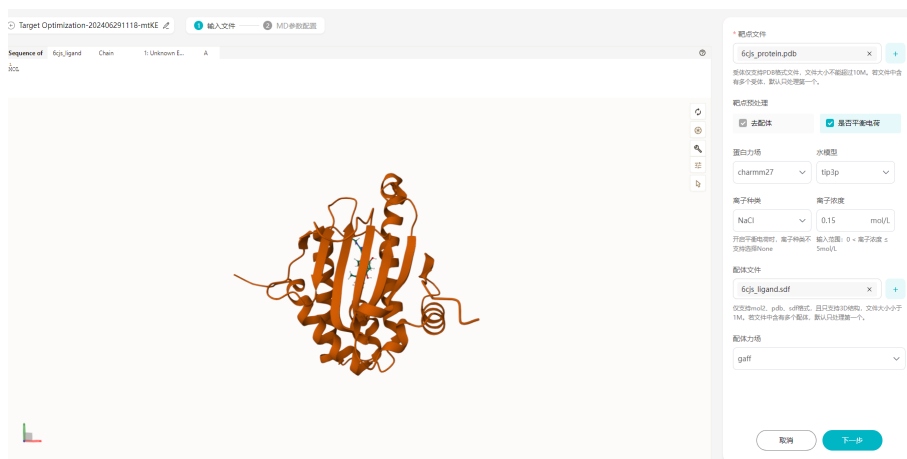 Target Optimization-202406291118-mtKE
1 输入文件
2 MD参数配置
Sequence of 6cjs_ligand Chain 1: Unknown E... A
1
MOL
* 靶点文件
6cjs_protein.pdb × +
受体仅支持PDB格式文件，文件大小不能超过10M。若文件中含
有多个受体，默认只处理第一个。
靶点预处理
去配体 是否平衡电荷
蛋白力场 水模型
charmm27 tip3p
离子种类 离子浓度
NaCl 0.15 mol/L
开启平衡电荷时，离子种类不 输入范围：0 < 离子浓度 ≤
支持选择None 5mol/L
配体文件
6cjs_ligand.sdf × +
仅支持mol2、pdb、sdf格式，且只支持3D结构，文件大小小于
1M。若文件中含有多个配体，默认只处理第一个。
配体力场
gaff
取消 下一步